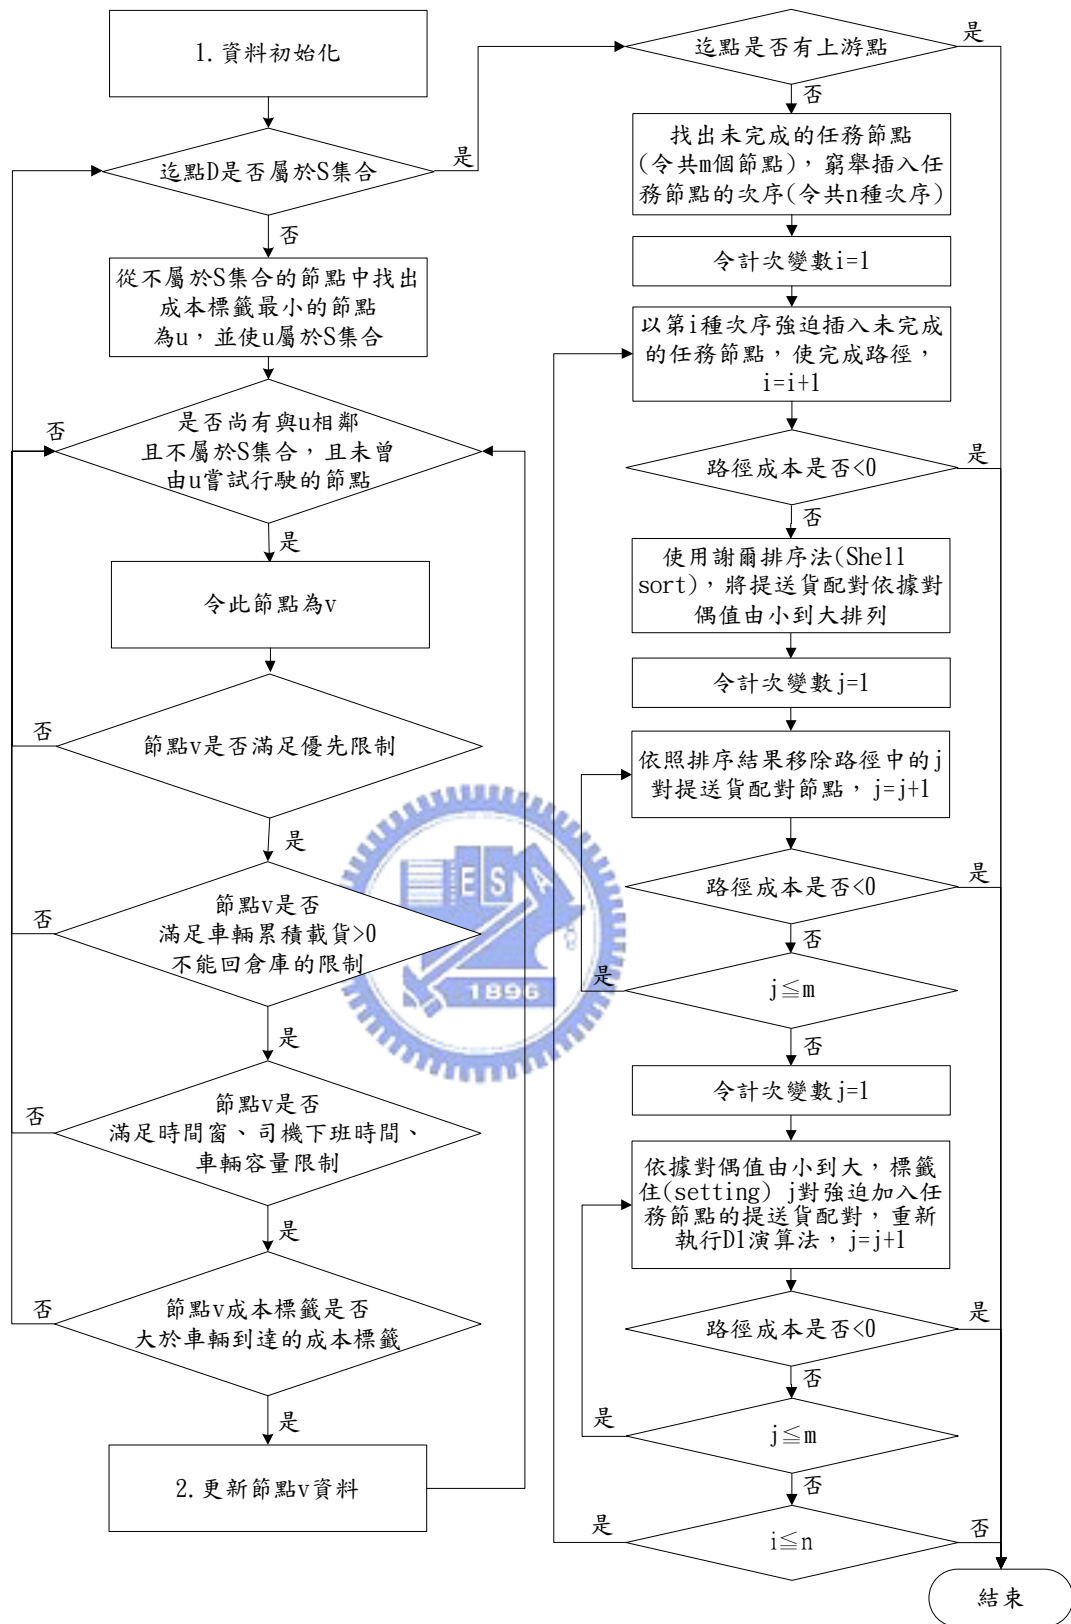 1.資料初始化
迄點D是否屬於S集合
是
否
從不屬於S集合的節點中找出
成本標籤最小的節點
為u，並使u屬於S集合
是否尚有與u相鄰
且不屬於S集合，且未曾
由u嘗試行駛的節點
否
是
令此節點為v
節點v是否滿足優先限制
否
是
節點v是否
滿足車輛累積載貨>0
不能回倉庫的限制
否
是
節點v是否
滿足時間窗、司機下班時間、
車輛容量限制
否
是
節點v成本標籤是否
大於車輛到達的成本標籤
否
是
2.更新節點v資料
迄點是否有上游點
是
否
找出未完成的任務節點
(令共m個節點)，窮舉插入任
務節點的次序(令共n種次序)
令計次變數i=1
以第i種次序強迫插入未完成
的任務節點，使完成路徑，
i=i+1
路徑成本是否<0
是
否
使用謝爾排序法(Shell
sort)，將提送貨配對依據對
偶值由小到大排列
令計次變數j=1
依照排序結果移除路徑中的j
對提送貨配對節點，j=j+1
路徑成本是否<0
是
否
j≦m
是
否
令計次變數j=1
依據對偶值由小到大，標籤
住(setting) j對強迫加入任
務節點的提送貨配對，重新
執行D1演算法，j=j+1
路徑成本是否<0
是
否
j≦m
是
否
i≦n
是
否
結束
ESA
1896